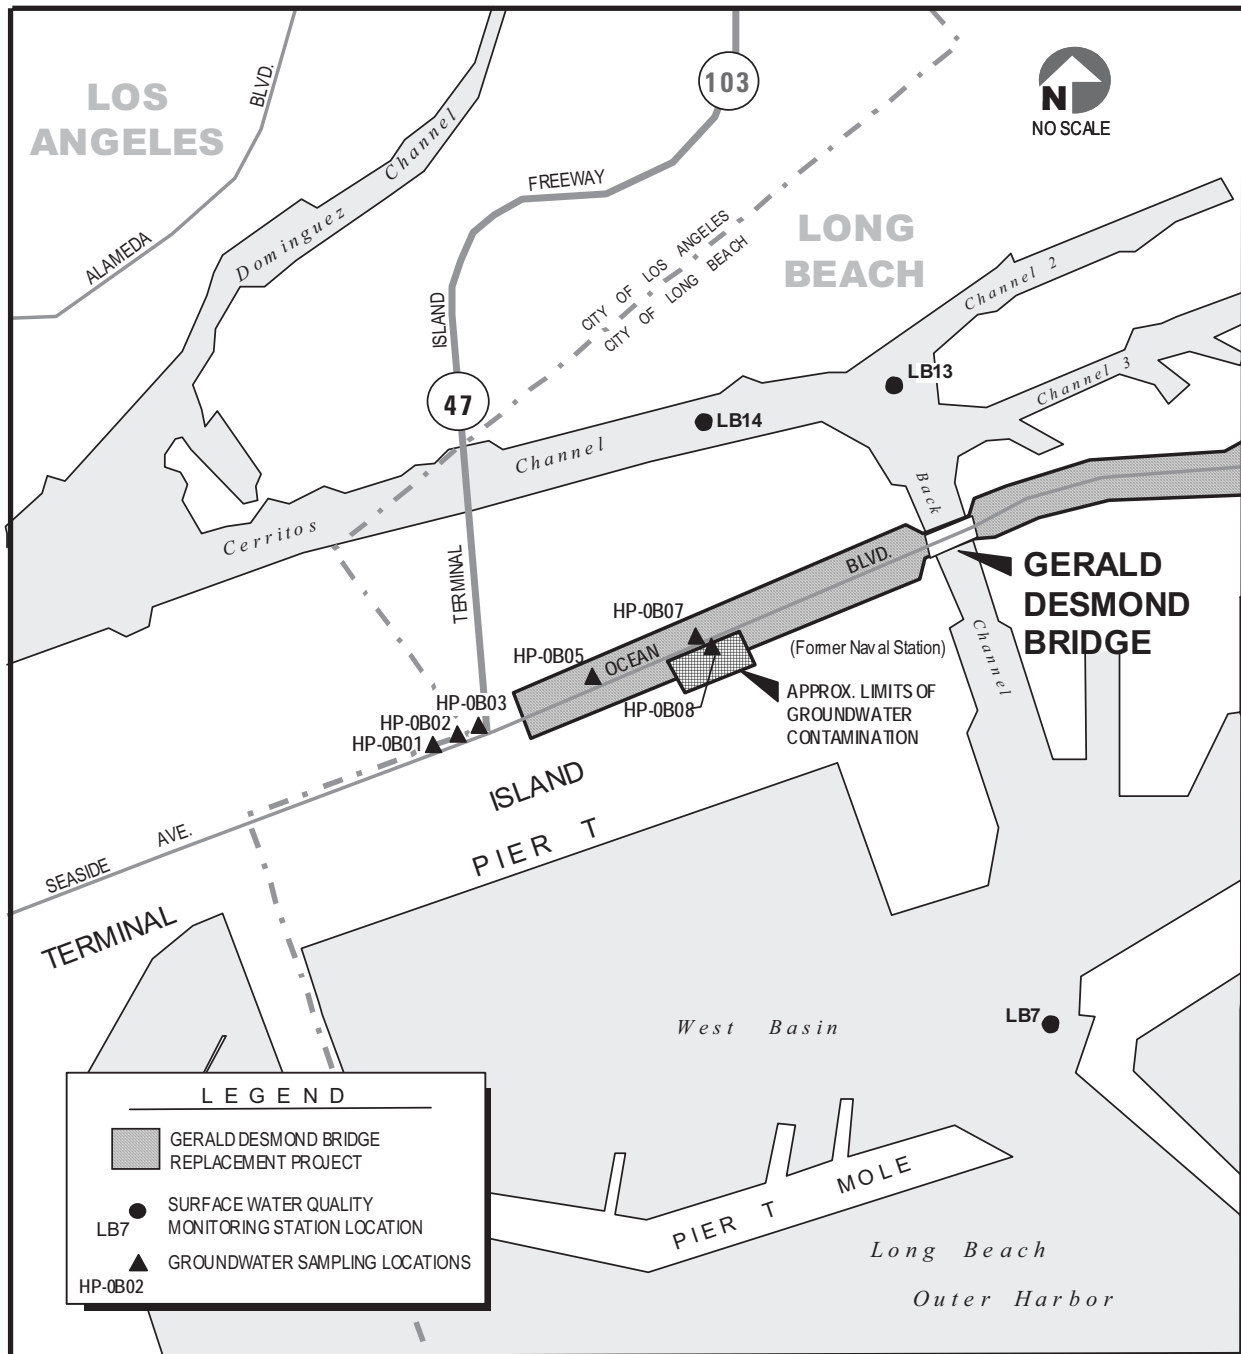 LOS
ANGELES
BLVD.
ALAMEDA
Dominguez Channel
103
FREEWAY
ISLAND
47
TERMINAL
N
NO SCALE
CITY OF LOS ANGELES
CITY OF LONG BEACH
LONG
BEACH
Channel 2
Channel 3
LB13
LB14
Cerritos Channel
Back Channel
BLVD.
OCEAN
GERALD
DESMOND
BRIDGE
HP-0B07
HP-0B05
HP-0B08
HP-0B03
HP-0B02
HP-0B01
(Former Naval Station)
APPROX. LIMITS OF
GROUNDWATER
CONTAMINATION
SEASIDE AVE.
TERMINAL ISLAND
PIER T
West Basin
LB7
PIER T MOLE
Long Beach
Outer Harbor
LEGEND
GERALD DESMOND BRIDGE
REPLACEMENT PROJECT
SURFACE WATER QUALITY
MONITORING STATION LOCATION
LB7
GROUNDWATER SAMPLING LOCATIONS
HP-0B02